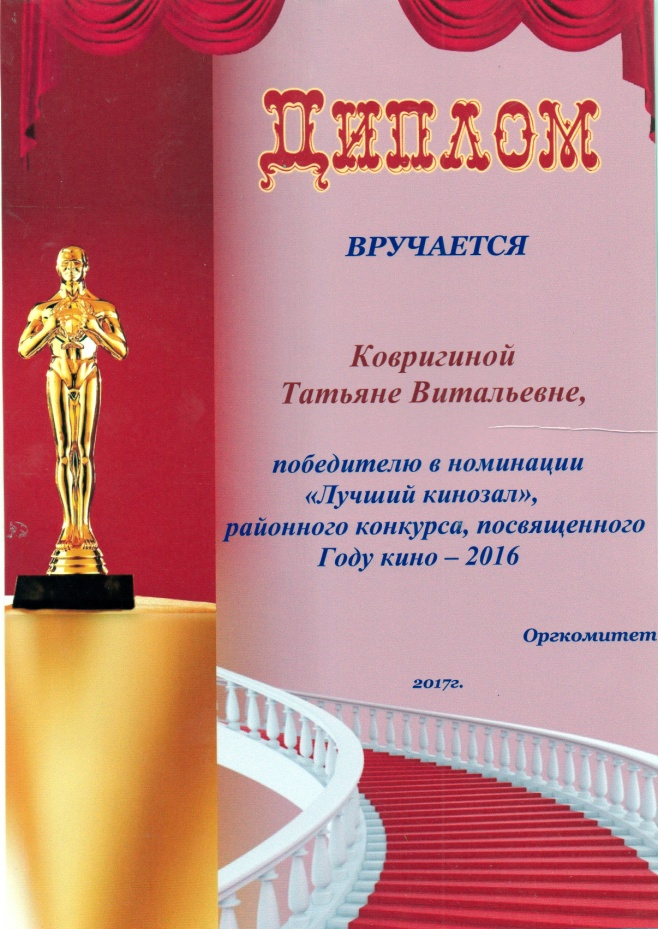 Диплом
ВРУЧАЕТСЯ
Ковригиной
Татьяне Витальевне,
победителю в номинации
«Лучший кинозал»,
районного конкурса, посвященного
Году кино – 2016
Оргкомитет
2017г.